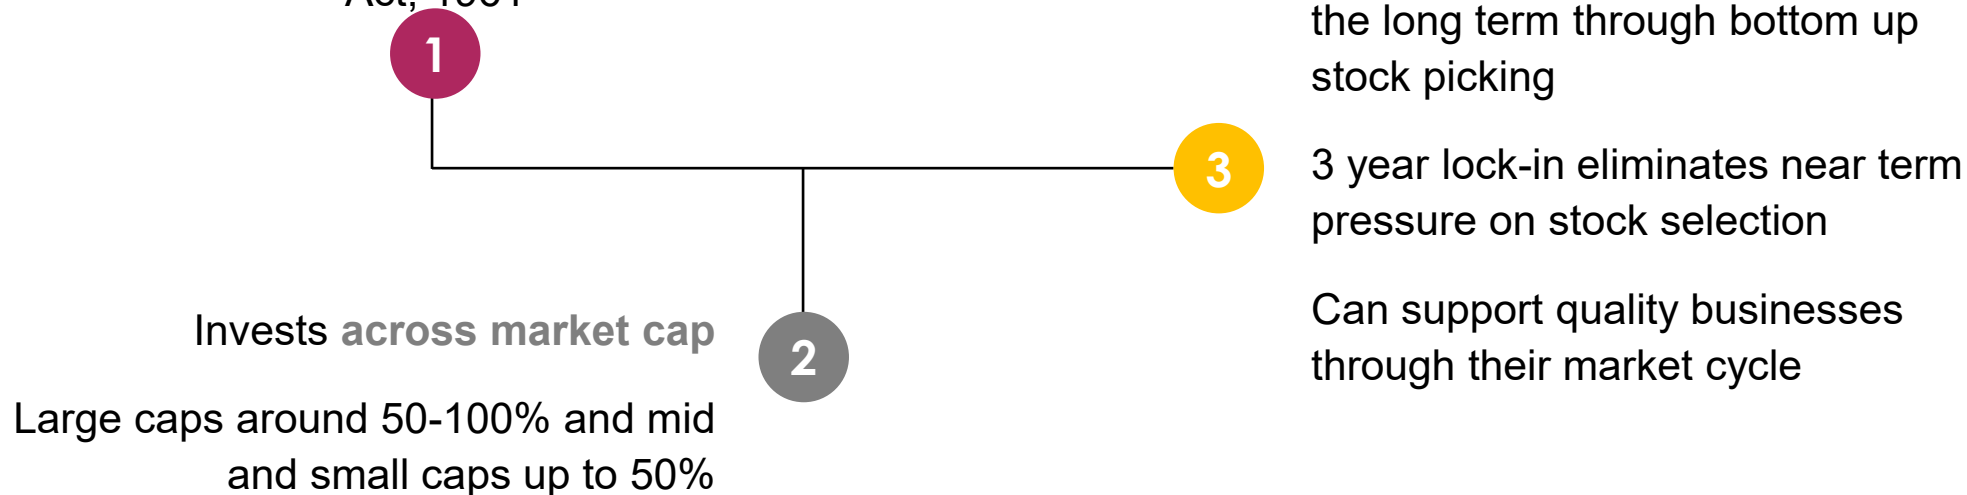 1
the long term through bottom up
stock picking
3
3 year lock-in eliminates near term
pressure on stock selection
Can support quality businesses
through their market cycle
Invests across market cap
2
Large caps around 50-100% and mid
and small caps up to 50%